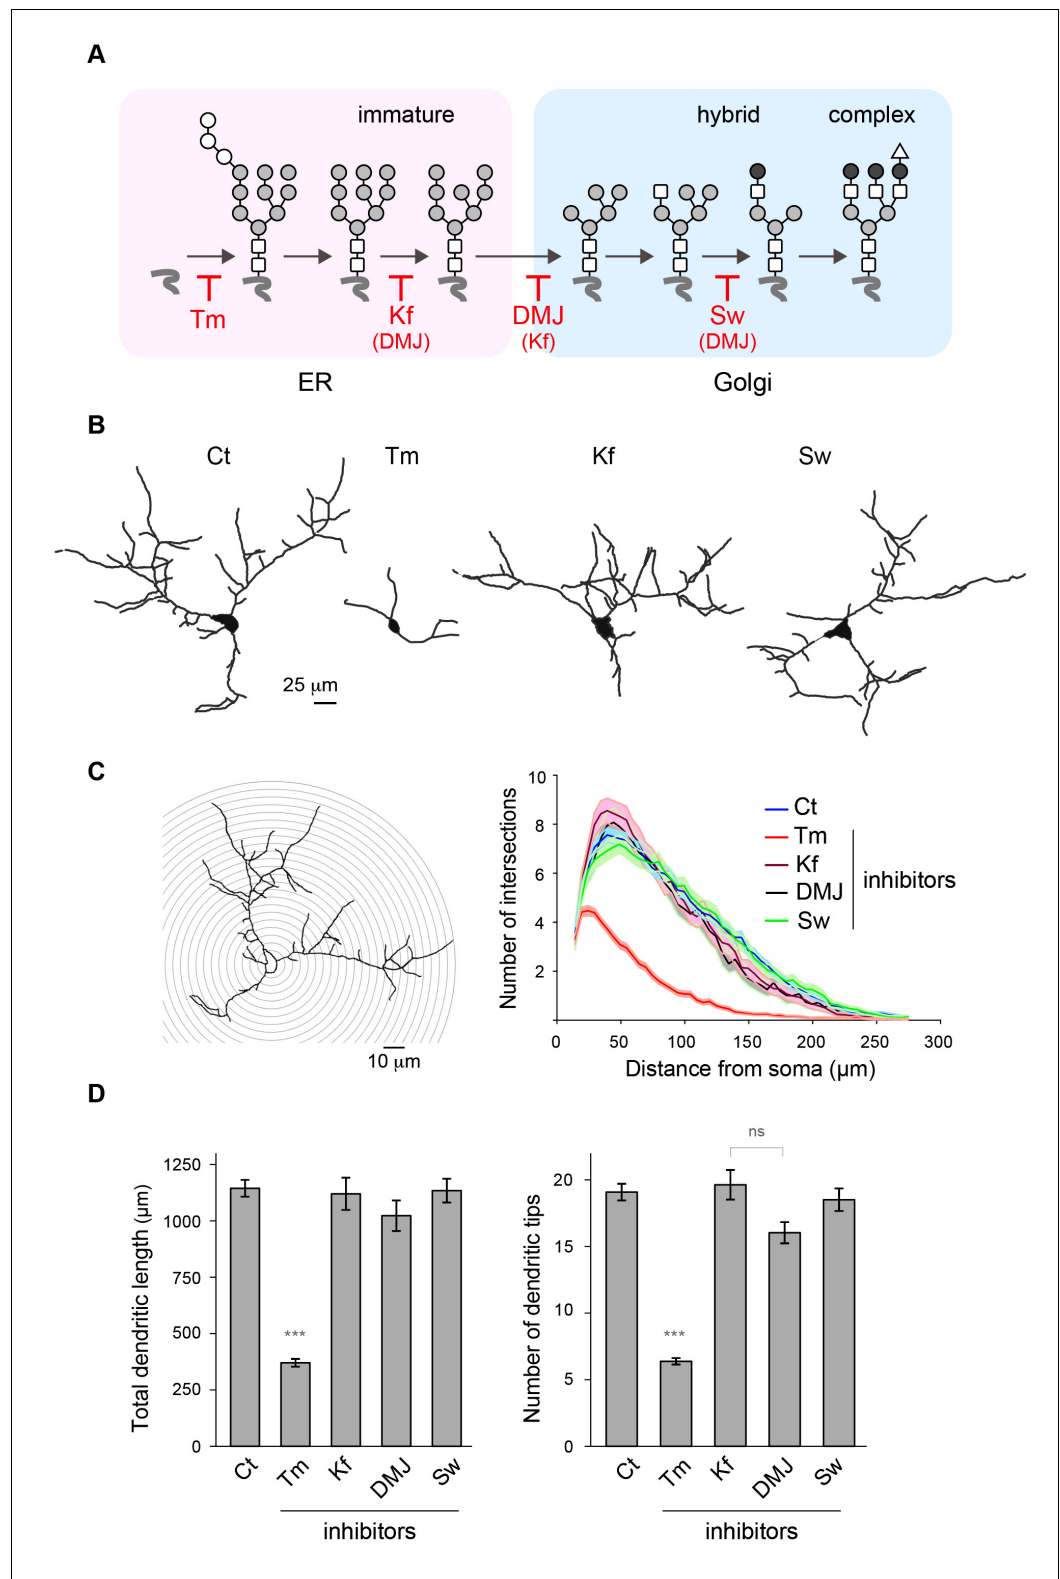 A
immature
hybrid
complex
Tm
Kf
(DMJ)
DMJ
(Kf)
Sw
(DMJ)
ER
Golgi
B
Ct
Tm
Kf
Sw
25 µm
C
10 µm
Number of intersections
10
8
6
4
2
0
50
100
150
200
250
300
Distance from soma (µm)
Ct
Tm
Kf
DMJ
Sw
inhibitors
D
Total dendritic length (µm)
1250
1000
750
500
250
0
***
Ct
Tm
Kf
DMJ
Sw
inhibitors
Number of dendritic tips
20
15
10
5
0
ns
***
Ct
Tm
Kf
DMJ
Sw
inhibitors